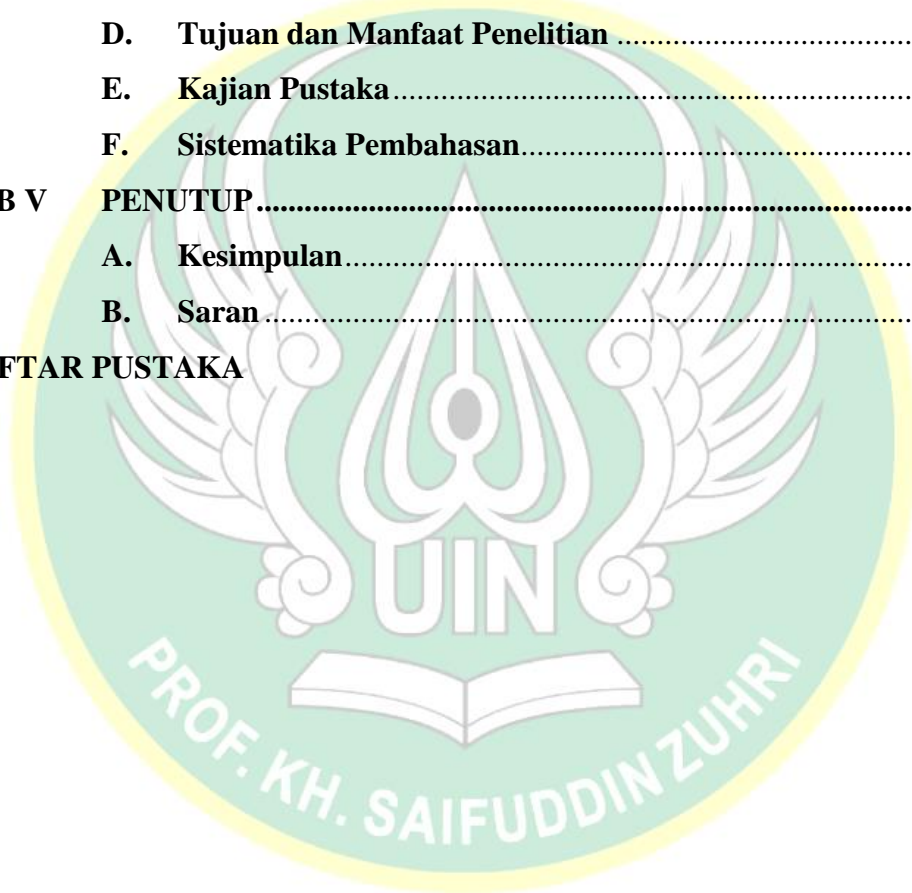 D. Tujuan dan Manfaat Penelitian ..................................
E. Kajian Pustaka..................................................................
F. Sistematika Pembahasan................................................
B V PENUTUP..................................................................................
A. Kesimpulan........................................................................
B. Saran ..................................................................................
FTAR PUSTAKA
UIN
PROF. KH. SAIFUDDIN ZUHRI